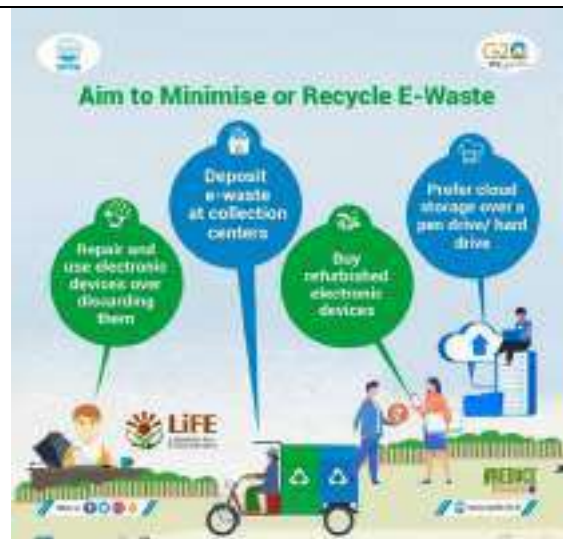 G20
Aim to Minimise or Recycle E-Waste
Deposit
e-waste
at collection
centers
Prefer cloud
storage over a
pen drive/ hard
drive
Repair and
use electronic
devices over
discarding
them
Buy
refurbished
electronic
devices
LiFE